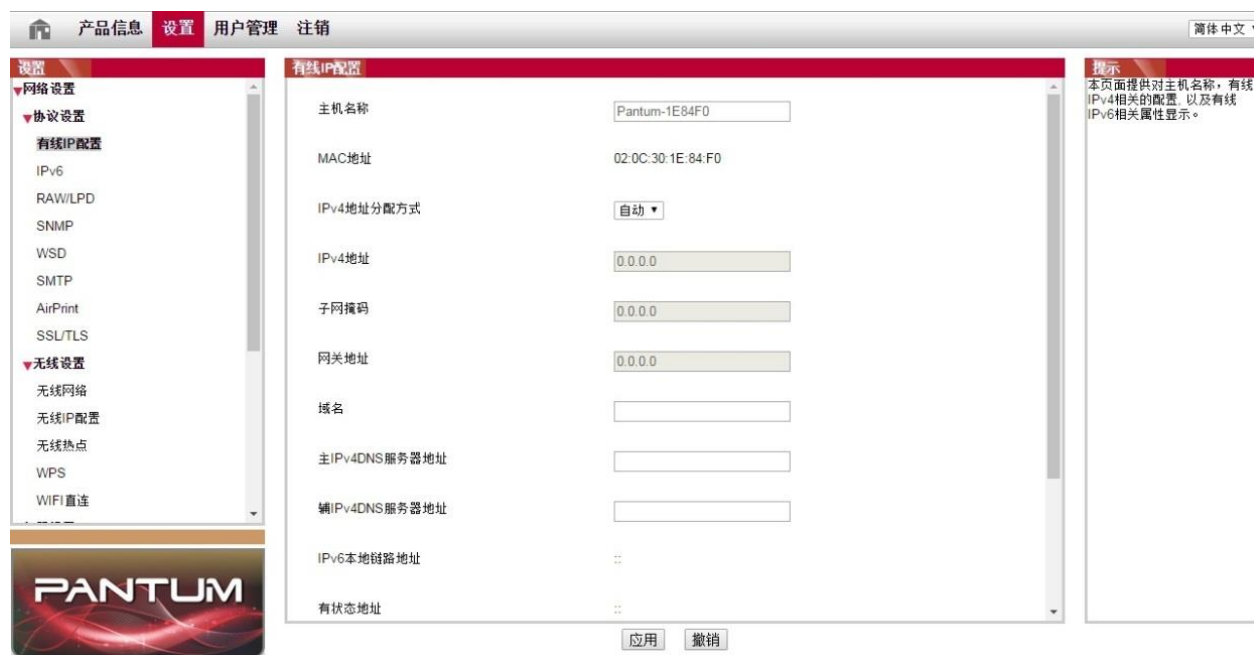 产品信息 设置 用户管理 注销
简体中文
设置
▼网络设置
▼协议设置
有线IP配置
IPv6
RAW/LPD
SNMP
WSD
SMTP
AirPrint
SSL/TLS
▼无线设置
无线网络
无线IP配置
无线热点
WPS
WIFI直连
PANTUM
有线IP配置
主机名称 Pantum-1E84F0
MAC地址 02:0C:30:1E:84:F0
IPv4地址分配方式 自动
IPv4地址 0.0.0.0
子网掩码 0.0.0.0
网关地址 0.0.0.0
域名
主IPv4DNS服务器地址
辅IPv4DNS服务器地址
IPv6本地链路地址 ::
有状态地址 ::
应用 撤销
提示
本页面提供对主机名称，有线
IPv4相关的配置, 以及有线
IPv6相关属性显示。